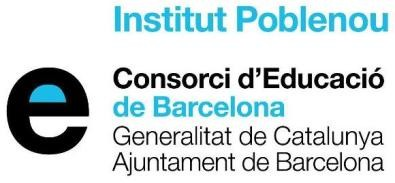 Institut Poblenou
Consorci d'Educació
de Barcelona
Generalitat de Catalunya
Ajuntament de Barcelona